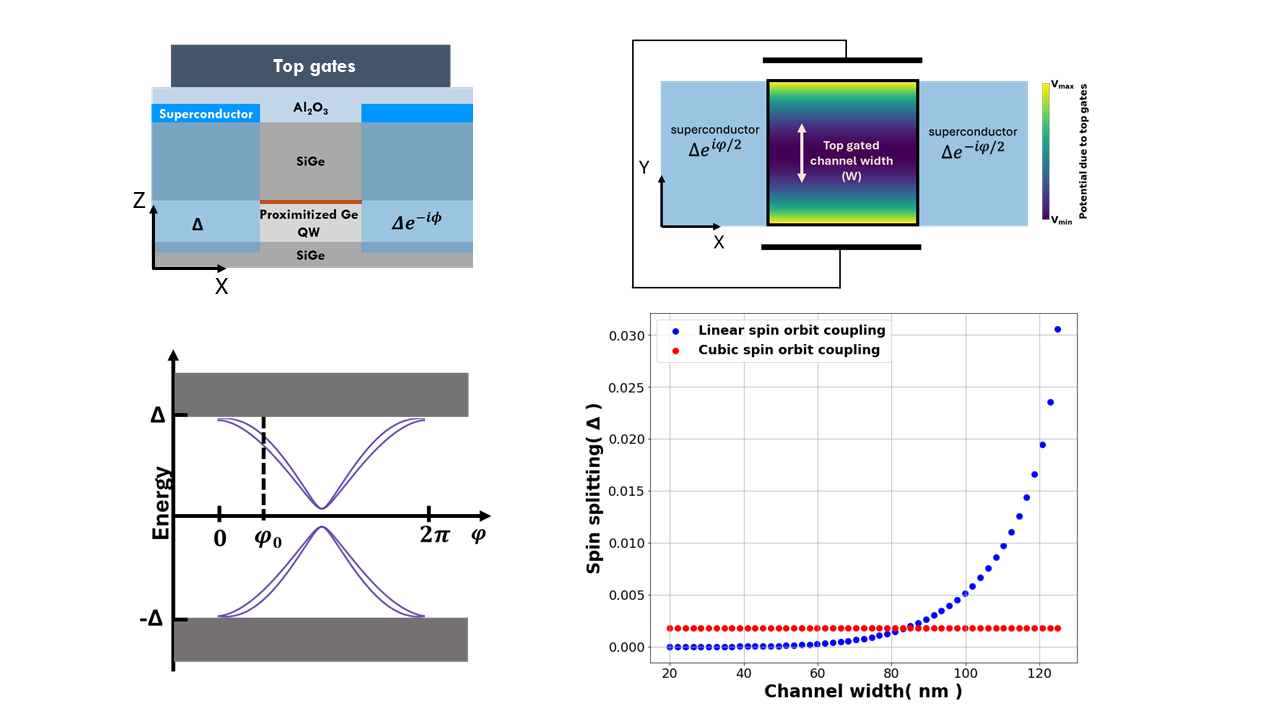 Top gates
Al₂O₃
Superconductor
SiGe
Z
Proximitized Ge
QW
Δ
Δe^{-iϕ}
SiGe
X
superconductor
Δe^{iφ/2}
Top gated
channel width
(W)
superconductor
Δe^{-iφ/2}
Y
X
V_max
V_min
Potential due to top gates
Energy
Δ
0
φ₀
2π
φ
-Δ
Linear spin orbit coupling
Cubic spin orbit coupling
Spin splitting( Δ )
0.030
0.025
0.020
0.015
0.010
0.005
0.000
20 40 60 80 100 120
Channel width( nm )